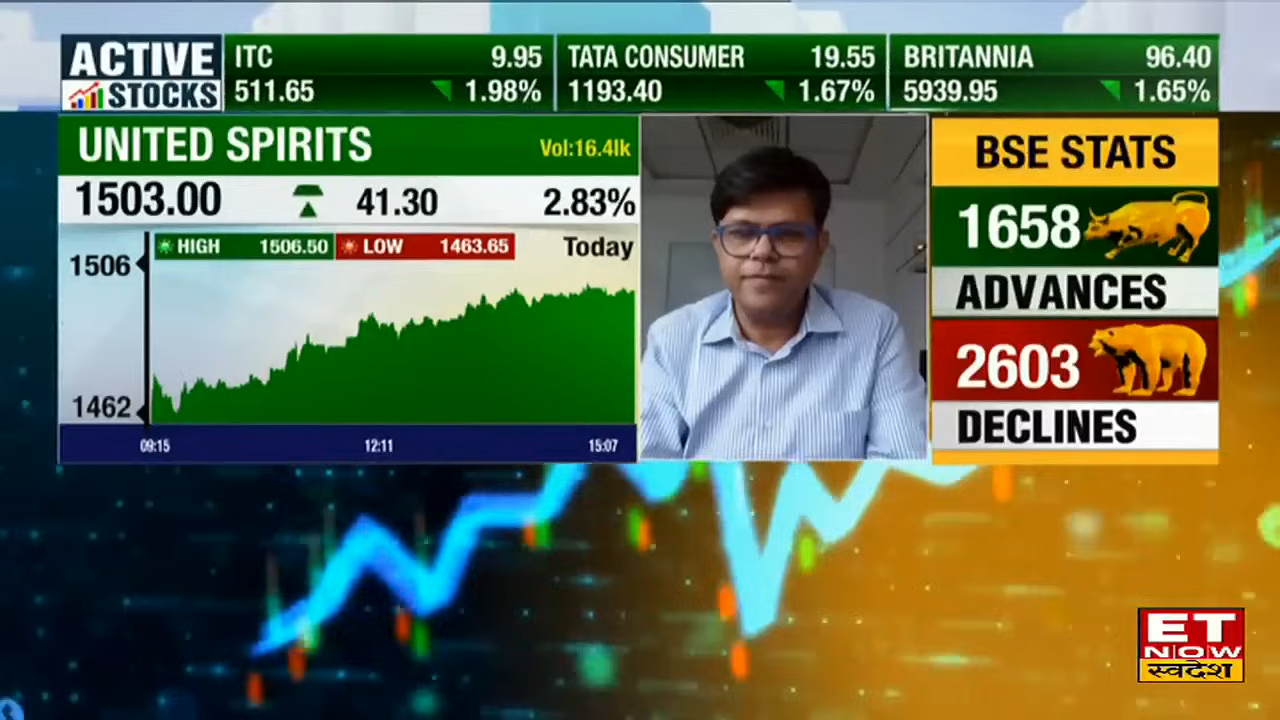 ACTIVE
STOCKS
ITC 9.95
511.65 1.98%
TATA CONSUMER 19.55
1193.40 1.67%
BRITANNIA 96.40
5939.95 1.65%
UNITED SPIRITS Vol:16.4lk
1503.00 41.30 2.83%
HIGH 1506.50 LOW 1463.65 Today
1506
1462
09:15 12:11 15:07
BSE STATS
1658
ADVANCES
2603
DECLINES
ET
NOW
स्वदेश